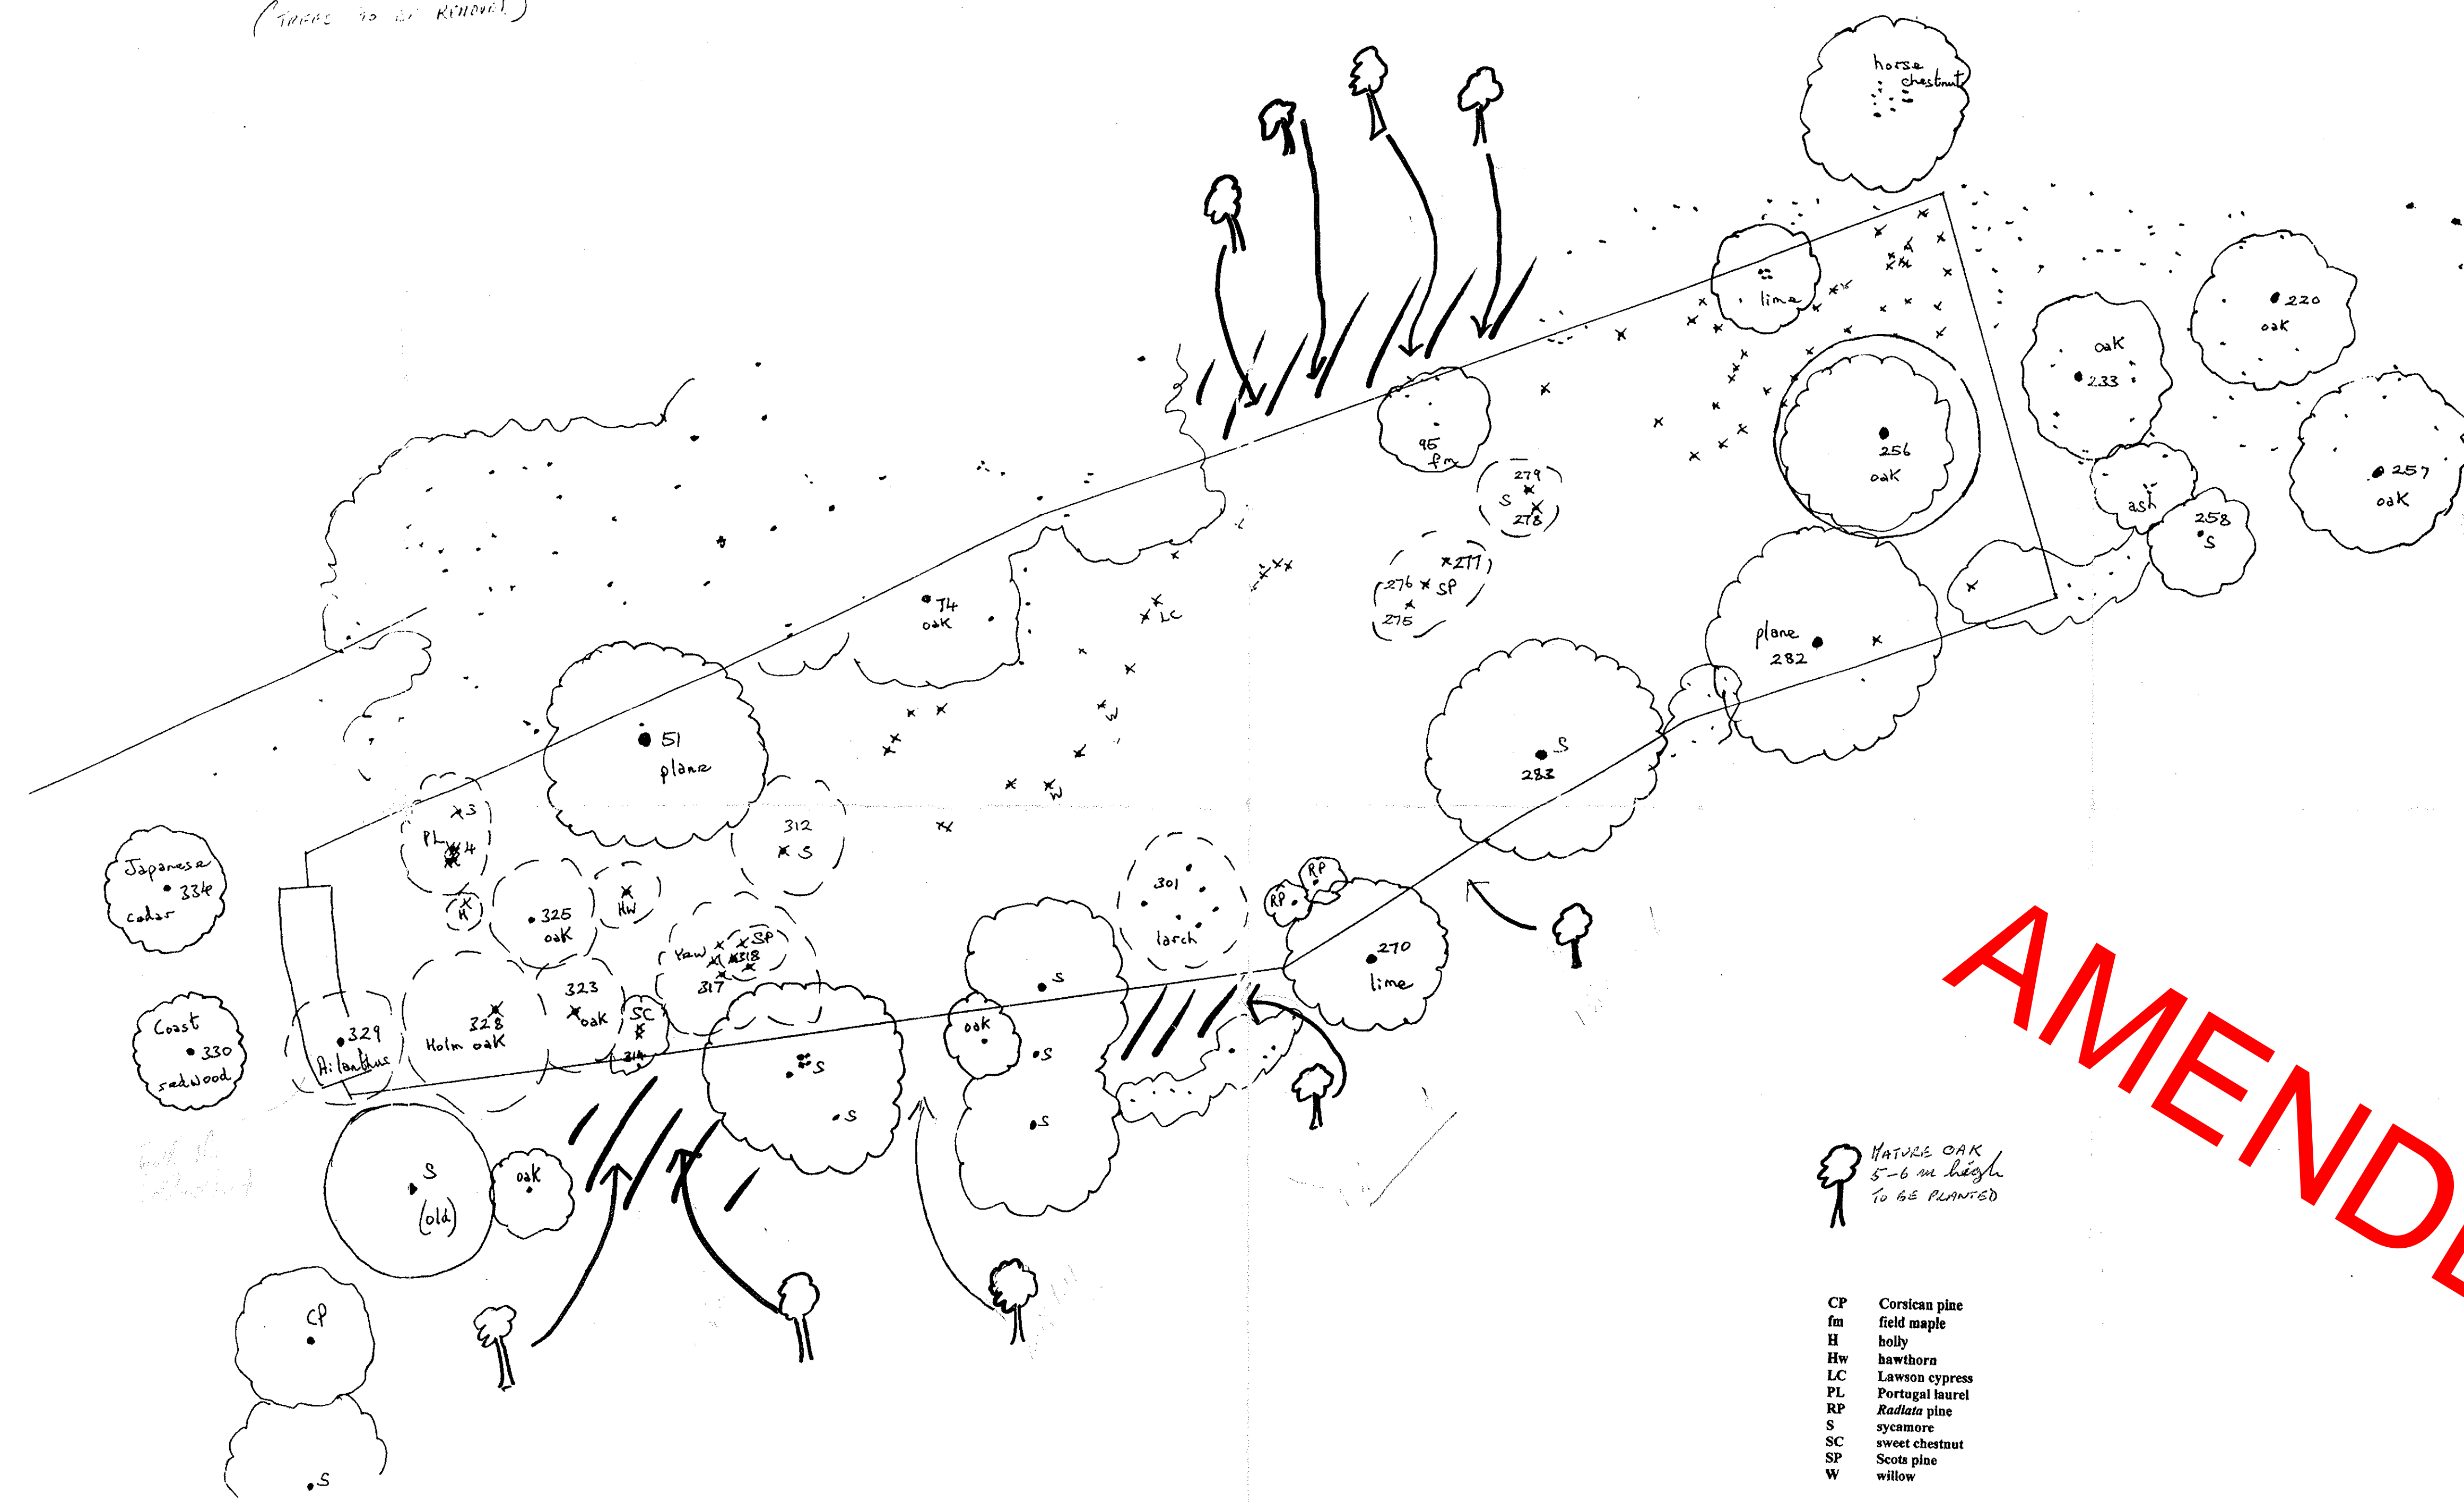 (TREES TO BE REMOVED)
horse
chestnut
lime
220
oak
oak
233
95
fm
256
oak
257
oak
279
S
278
ash
258
S
277
276 SP
275
74
oak
LC
plane
282
W
51
plane
S
283
W
3
PL 4
312
S
Japanese
334
cedar
301
larch
RP
RP
H
325
oak
HW
Yew SP
318
317
270
lime
S
323
oak
SC
314
328
Holm oak
oak
Coast
330
redwood
329
Ailanthus
S
S
S
S
S
(old)
oak
MATURE OAK
5-6 m high
TO BE PLANTED
AMENDE
CP
S
CP Corsican pine
fm field maple
H holly
Hw hawthorn
LC Lawson cypress
PL Portugal laurel
RP Radiata pine
S sycamore
SC sweet chestnut
SP Scots pine
W willow